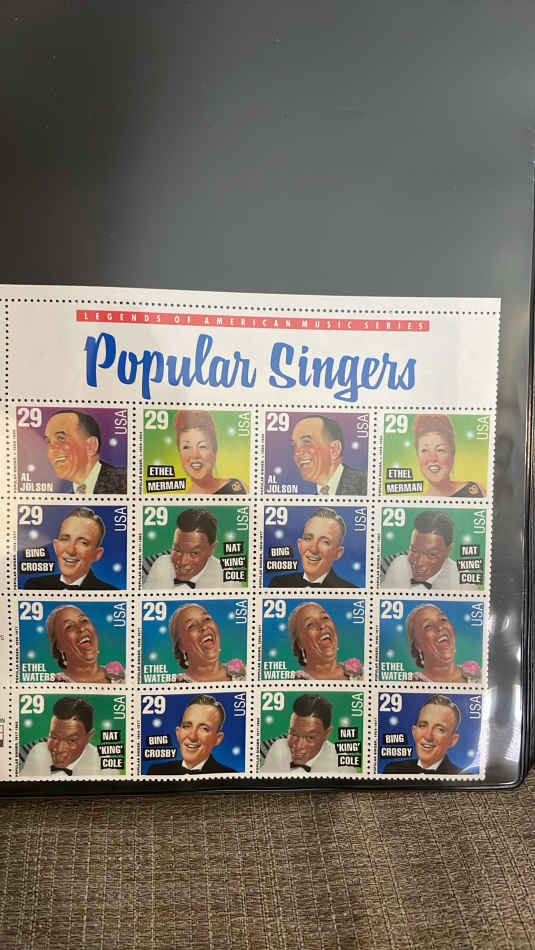 LEGENDS OF AMERICAN MUSIC SERIES
Popular Singers
29 USA
AL
JOLSON
29 USA
ETHEL
MERMAN
29 USA
AL
JOLSON
29 USA
ETHEL
MERMAN
29 USA
BING
CROSBY
29 USA
NAT
'KING'
COLE
29 USA
BING
CROSBY
29 USA
NAT
'KING'
COLE
29 USA
ETHEL
WATERS
29 USA
ETHEL
WATERS
29 USA
ETHEL
WATERS
29 USA
ETHEL
WATERS
29 USA
NAT
'KING'
COLE
29 USA
BING
CROSBY
29 USA
NAT
'KING'
COLE
29 USA
BING
CROSBY